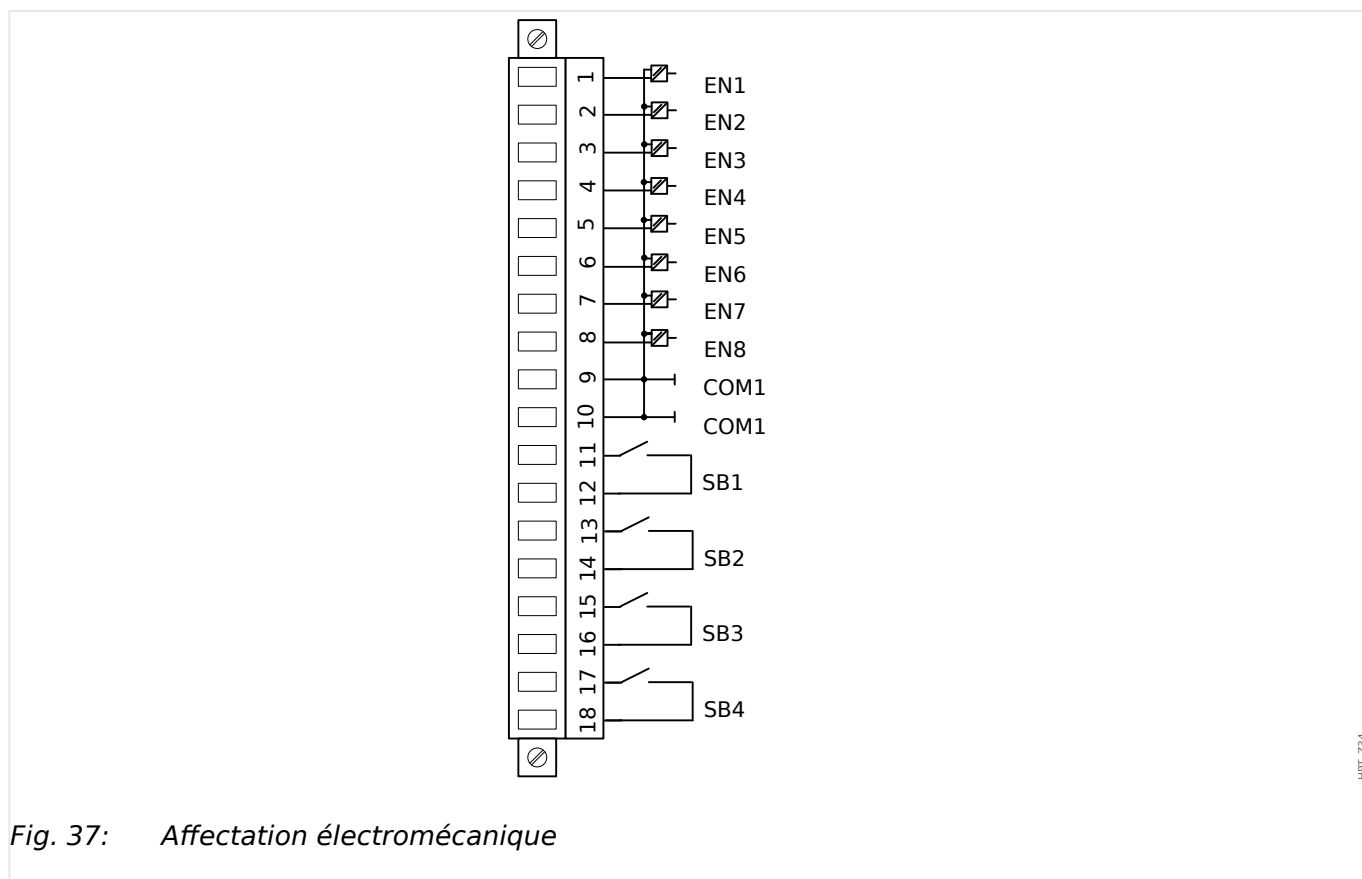 1 EN1
2 EN2
3 EN3
4 EN4
5 EN5
6 EN6
7 EN7
8 EN8
9 COM1
10 COM1
11
SB1
12
13
SB2
14
15
SB3
16
17
SB4
18
Fig. 37: Affectation électromécanique